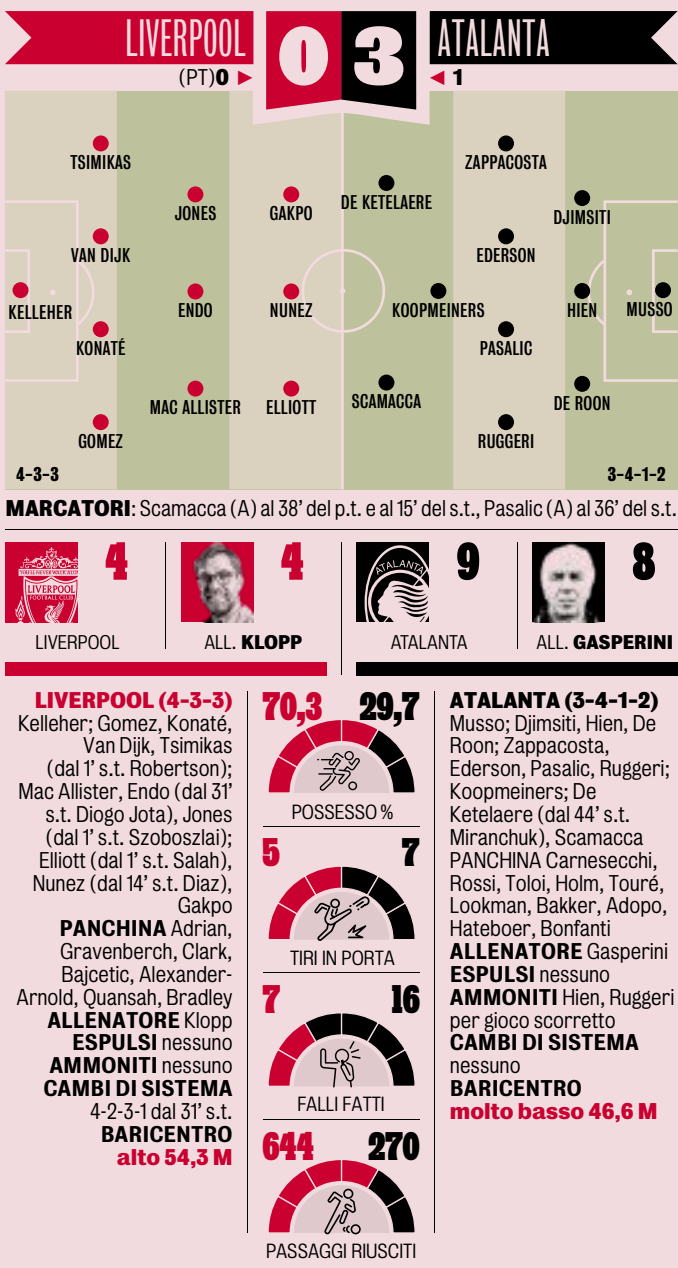 LIVERPOOL 0 3 ATALANTA
(PT)0 1
TSIMIKAS
VAN DIJK
KELLEHER
KONATÉ
GOMEZ
JONES
ENDO
MAC ALLISTER
GAKPO
NUNEZ
ELLIOTT
DE KETELAERE
KOOPMEINERS
SCAMACCA
ZAPPACOSTA
EDERSON
PASALIC
RUGGERI
DJIMSITI
HIEN
DE ROON
MUSSO
4-3-3
3-4-1-2
MARCATORI: Scamacca (A) al 38’ del p.t. e al 15’ del s.t., Pasalic (A) al 36’ del s.t.
YOU'LL NEVER WALK ALONE
LIVERPOOL
FOOTBALL CLUB
4
LIVERPOOL
4
ALL. KLOPP
ATALANTA
9
ATALANTA
8
ALL. GASPERINI
LIVERPOOL (4-3-3)
Kelleher; Gomez, Konaté,
Van Dijk, Tsimikas
(dal 1’ s.t. Robertson);
Mac Allister, Endo (dal 31’
s.t. Diogo Jota), Jones
(dal 1’ s.t. Szoboszlai);
Elliott (dal 1’ s.t. Salah),
Nunez (dal 14’ s.t. Diaz),
Gakpo
PANCHINA Adrian,
Gravenberch, Clark,
Bajcetic, Alexander-
Arnold, Quansah, Bradley
ALLENATORE Klopp
ESPULSI nessuno
AMMONITI nessuno
CAMBI DI SISTEMA
4-2-3-1 dal 31’ s.t.
BARICENTRO
alto 54,3 M
70,3 29,7
POSSESSO %
5 7
TIRI IN PORTA
7 16
FALLI FATTI
644 270
PASSAGGI RIUSCITI
ATALANTA (3-4-1-2)
Musso; Djimsiti, Hien, De
Roon; Zappacosta,
Ederson, Pasalic, Ruggeri;
Koopmeiners; De
Ketelaere (dal 44’ s.t.
Miranchuk), Scamacca
PANCHINA Carnesecchi,
Rossi, Toloi, Holm, Touré,
Lookman, Bakker, Adopo,
Hateboer, Bonfanti
ALLENATORE Gasperini
ESPULSI nessuno
AMMONITI Hien, Ruggeri
per gioco scorretto
CAMBI DI SISTEMA
nessuno
BARICENTRO
molto basso 46,6 M